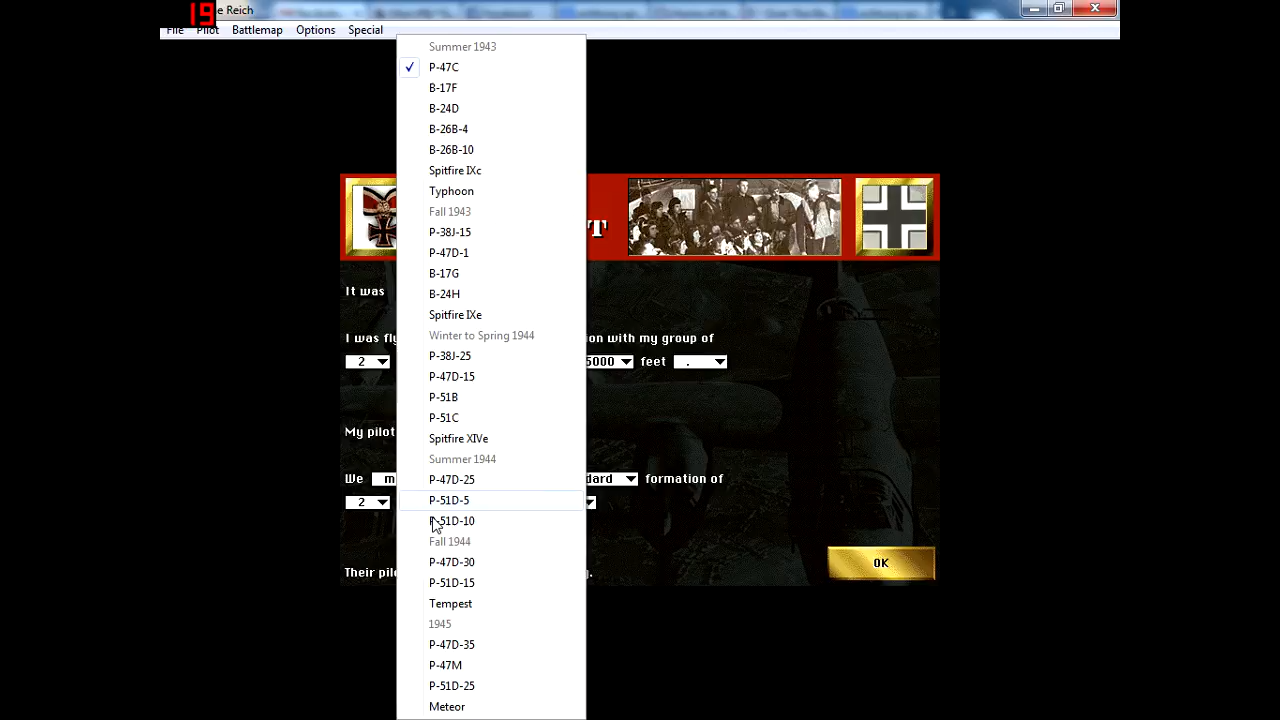 19
e Reich
File Pilot Battlemap Options Special
Summer 1943
✓ P-47C
B-17F
B-24D
B-26B-4
B-26B-10
Spitfire IXc
Typhoon
Fall 1943
P-38J-15
P-47D-1
B-17G
B-24H
Spitfire IXe
Winter to Spring 1944
P-38J-25
P-47D-15
P-51B
P-51C
Spitfire XIVe
Summer 1944
P-47D-25
P-51D-5
P-51D-10
Fall 1944
P-47D-30
P-51D-15
Tempest
1945
P-47D-35
P-47M
P-51D-25
Meteor
T
It was
I was fly ion with my group of
2 5000 feet .
My pilot
We m dard formation of
2
Their pilo .
OK